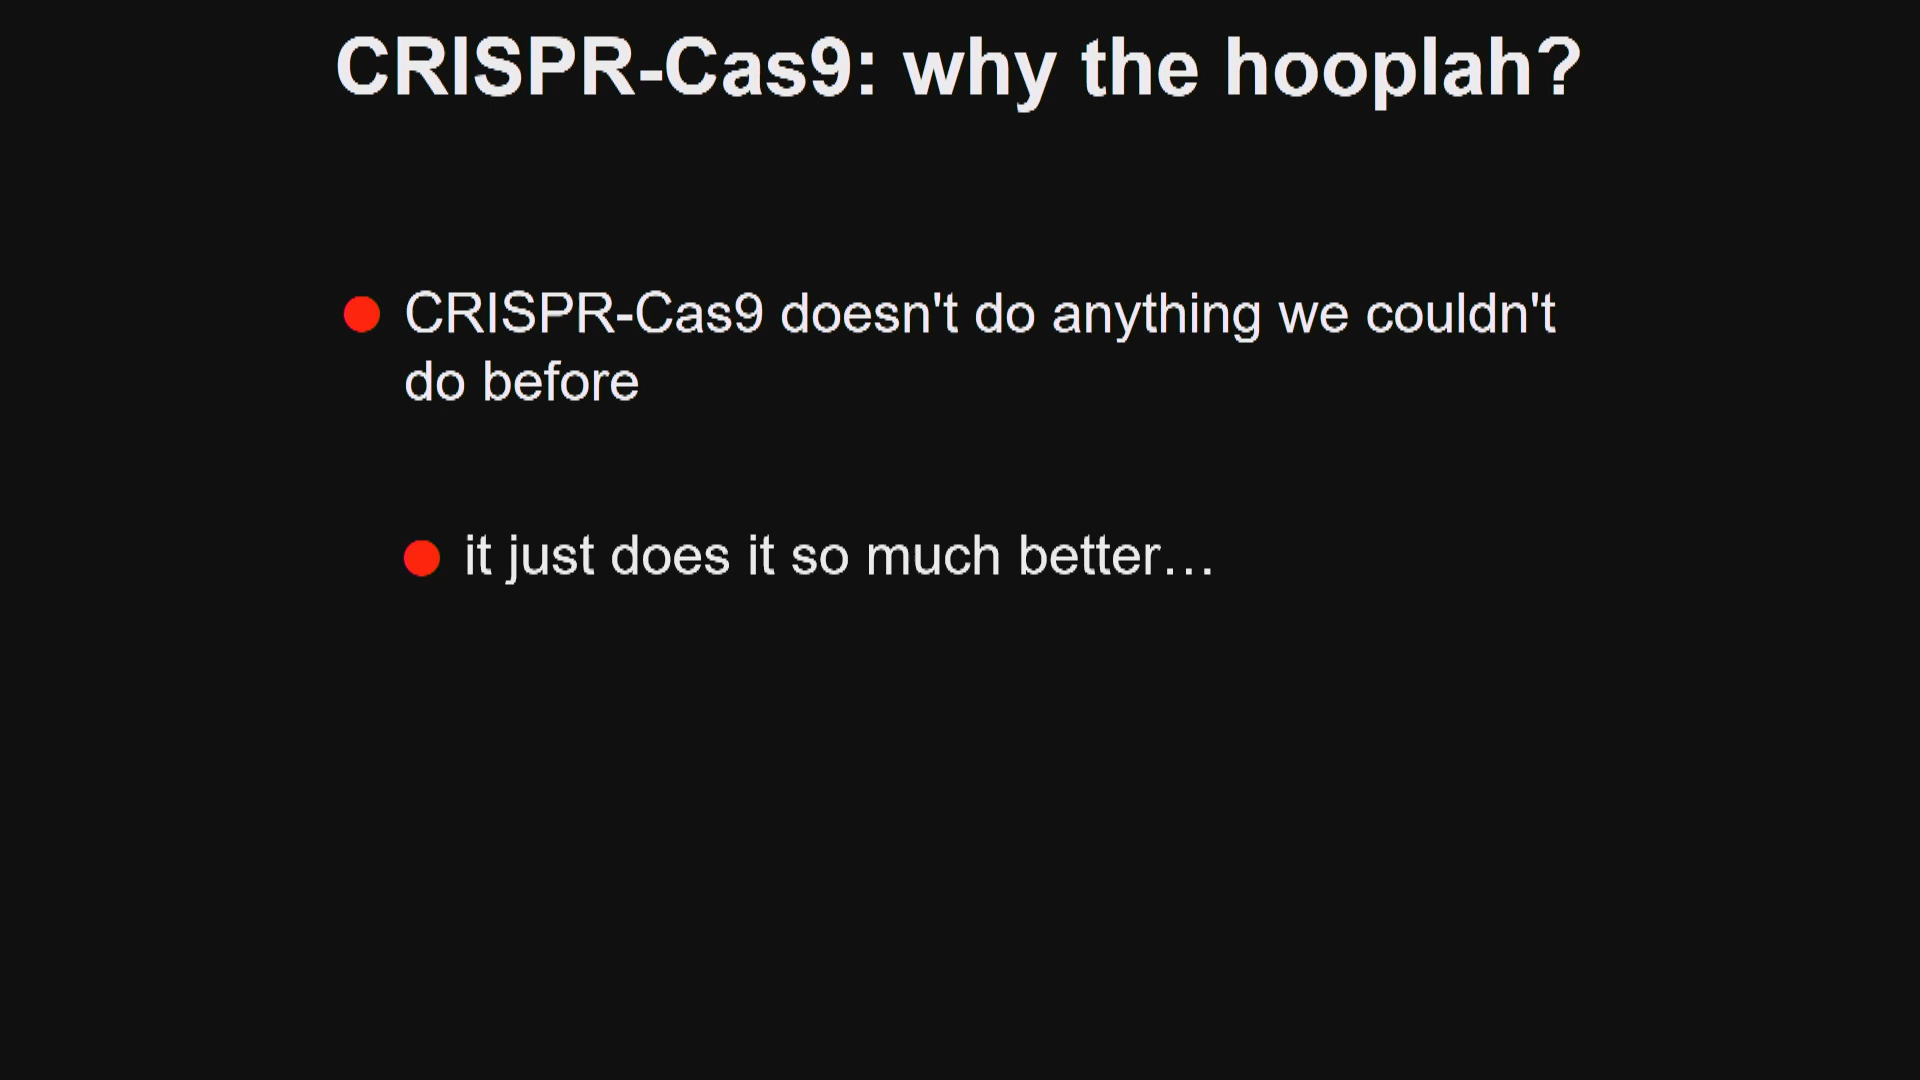 CRISPR-Cas9: why the hooplah?
CRISPR-Cas9 doesn't do anything we couldn't
do before
it just does it so much better…